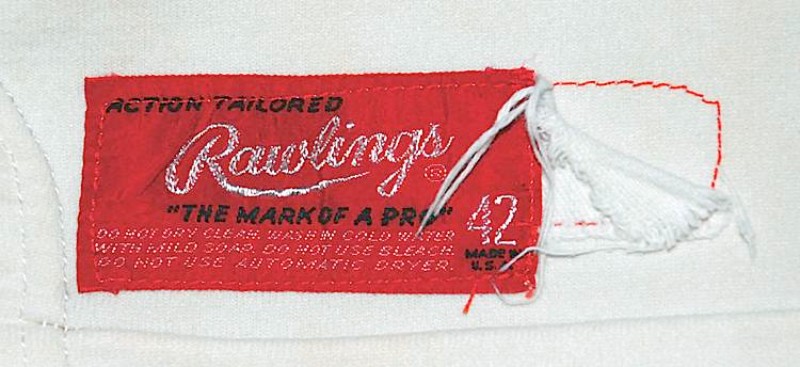 ACTION TAILORED
Rawlings ®
"THE MARK OF A PRO"
42
DO NOT DRY CLEAN. WASH IN COLD WATER
WITH MILD SOAP. DO NOT USE BLEACH.
DO NOT USE AUTOMATIC DRYER.
MADE IN
U.S.A.